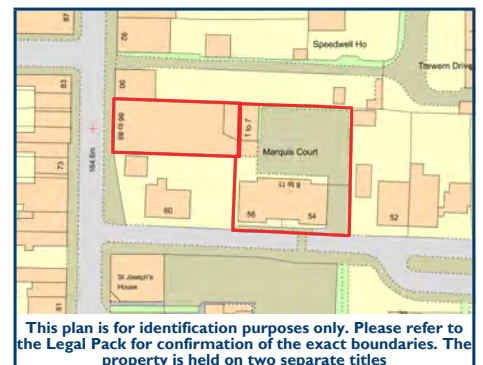 87
92
Speedwell Ho
Trewern Drive
83
90
86 to 88
1 to 7
Marquis Court
164.6m
73
8 to 11
60
56
54
52
St Joseph's
House
61
This plan is for identification purposes only. Please refer to
the Legal Pack for confirmation of the exact boundaries. The
property is held on two separate titles